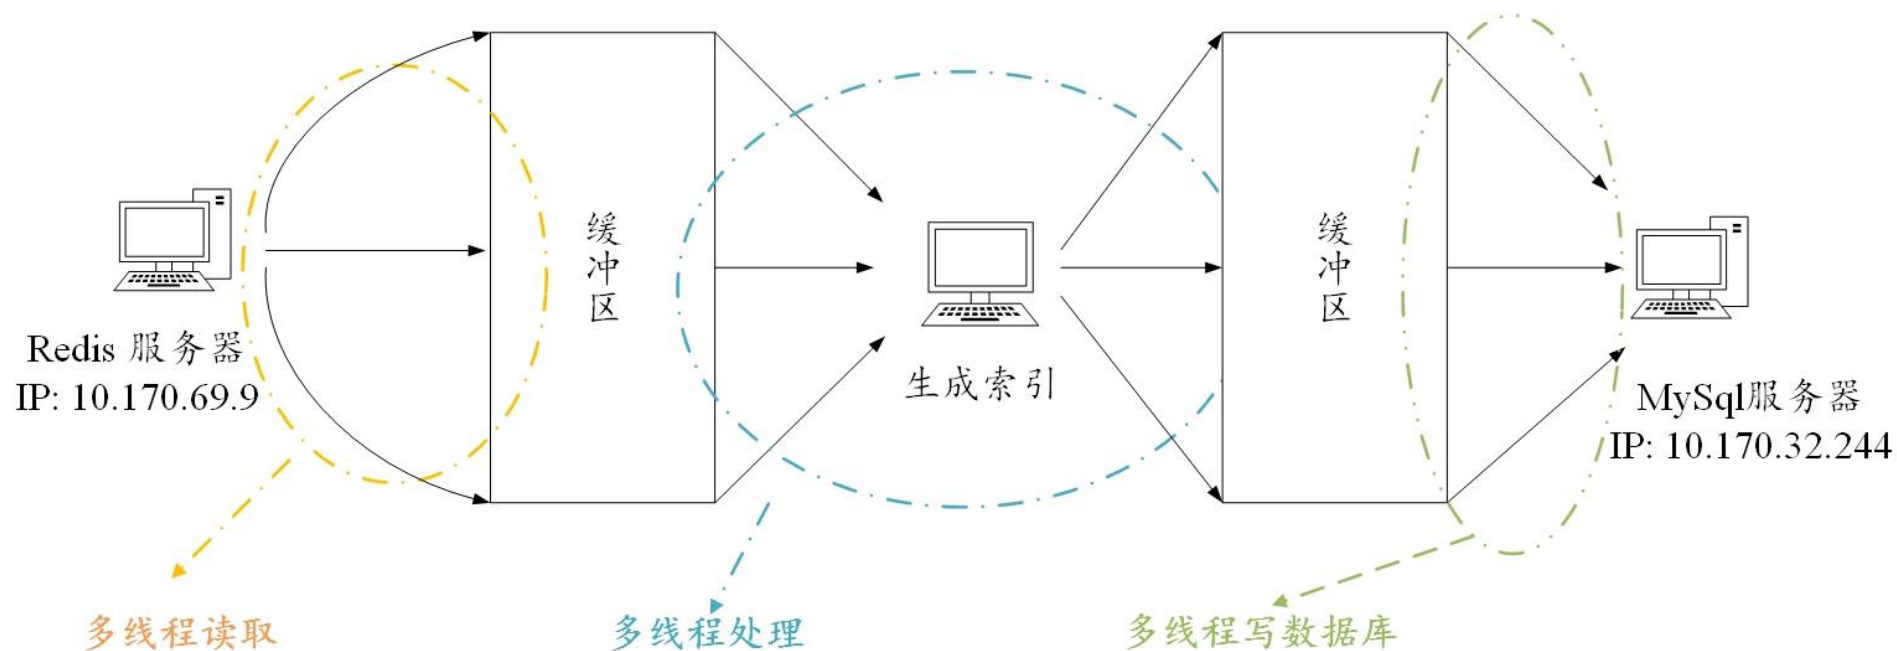 Redis 服务器
IP: 10.170.69.9
缓冲区
生成索引
缓冲区
MySql服务器
IP: 10.170.32.244
多线程读取
多线程处理
多线程写数据库